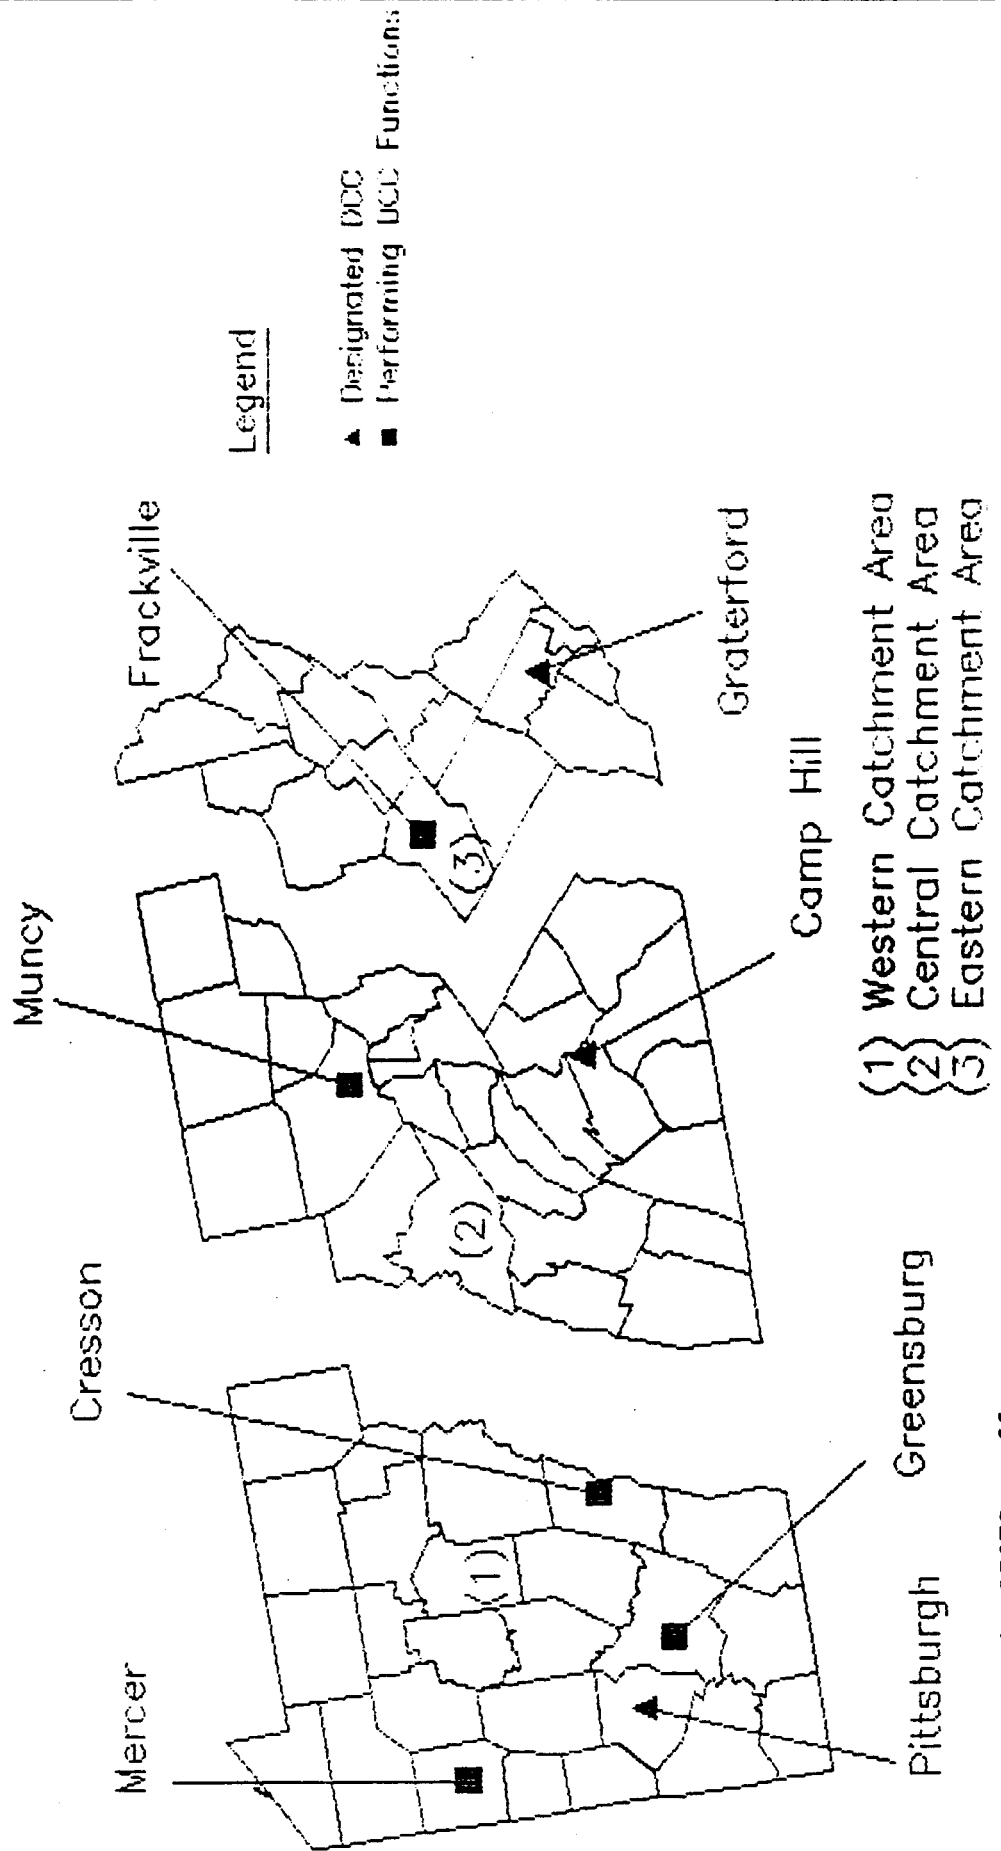 Mercer
Cresson
Muncy
Frackville
Legend
Designated DCC
Performing DCC Functions
(1)
(2)
(3)
Pittsburgh
Greensburg
Camp Hill
Graterford
(1) Western Catchment Area
(2) Central Catchment Area
(3) Eastern Catchment Area